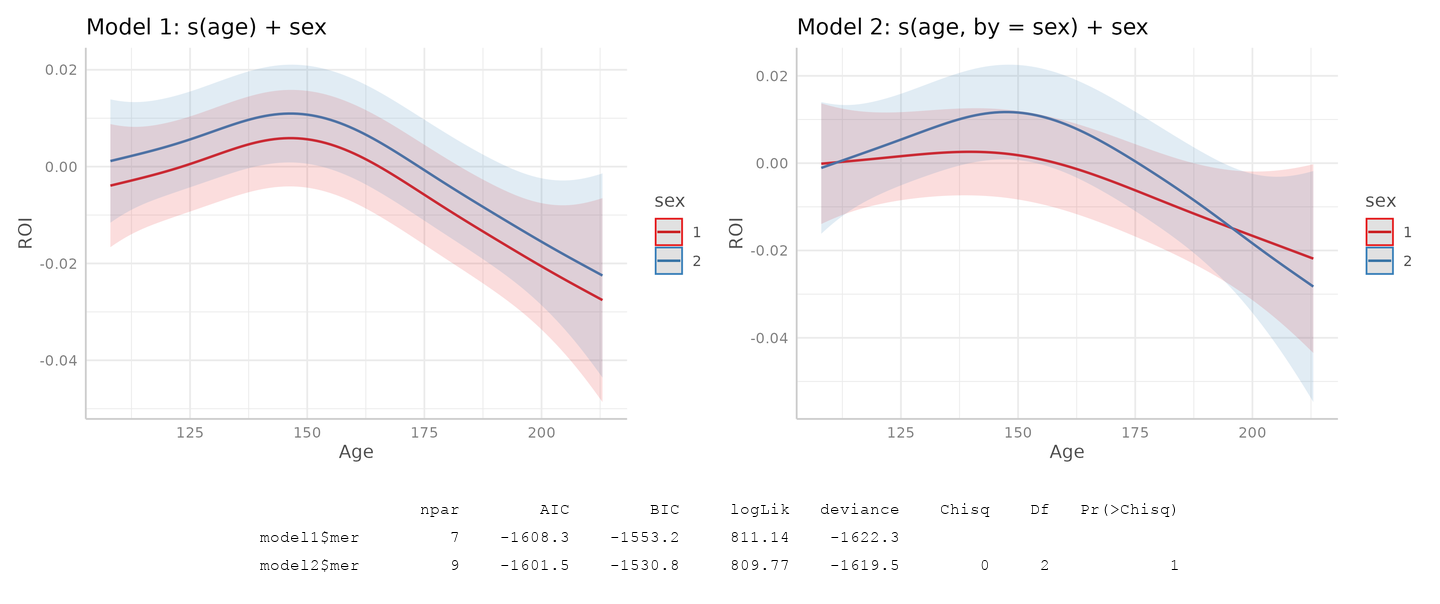 Model 1: s(age) + sex
0.02
0.00
-0.02
-0.04
ROI
125 150 175 200
Age
sex
1
2
Model 2: s(age, by = sex) + sex
0.02
0.00
-0.02
-0.04
ROI
125 150 175 200
Age
sex
1
2
npar AIC BIC logLik deviance Chisq Df Pr(>Chisq)
model1$mer 7 -1608.3 -1553.2 811.14 -1622.3
model2$mer 9 -1601.5 -1530.8 809.77 -1619.5 0 2 1